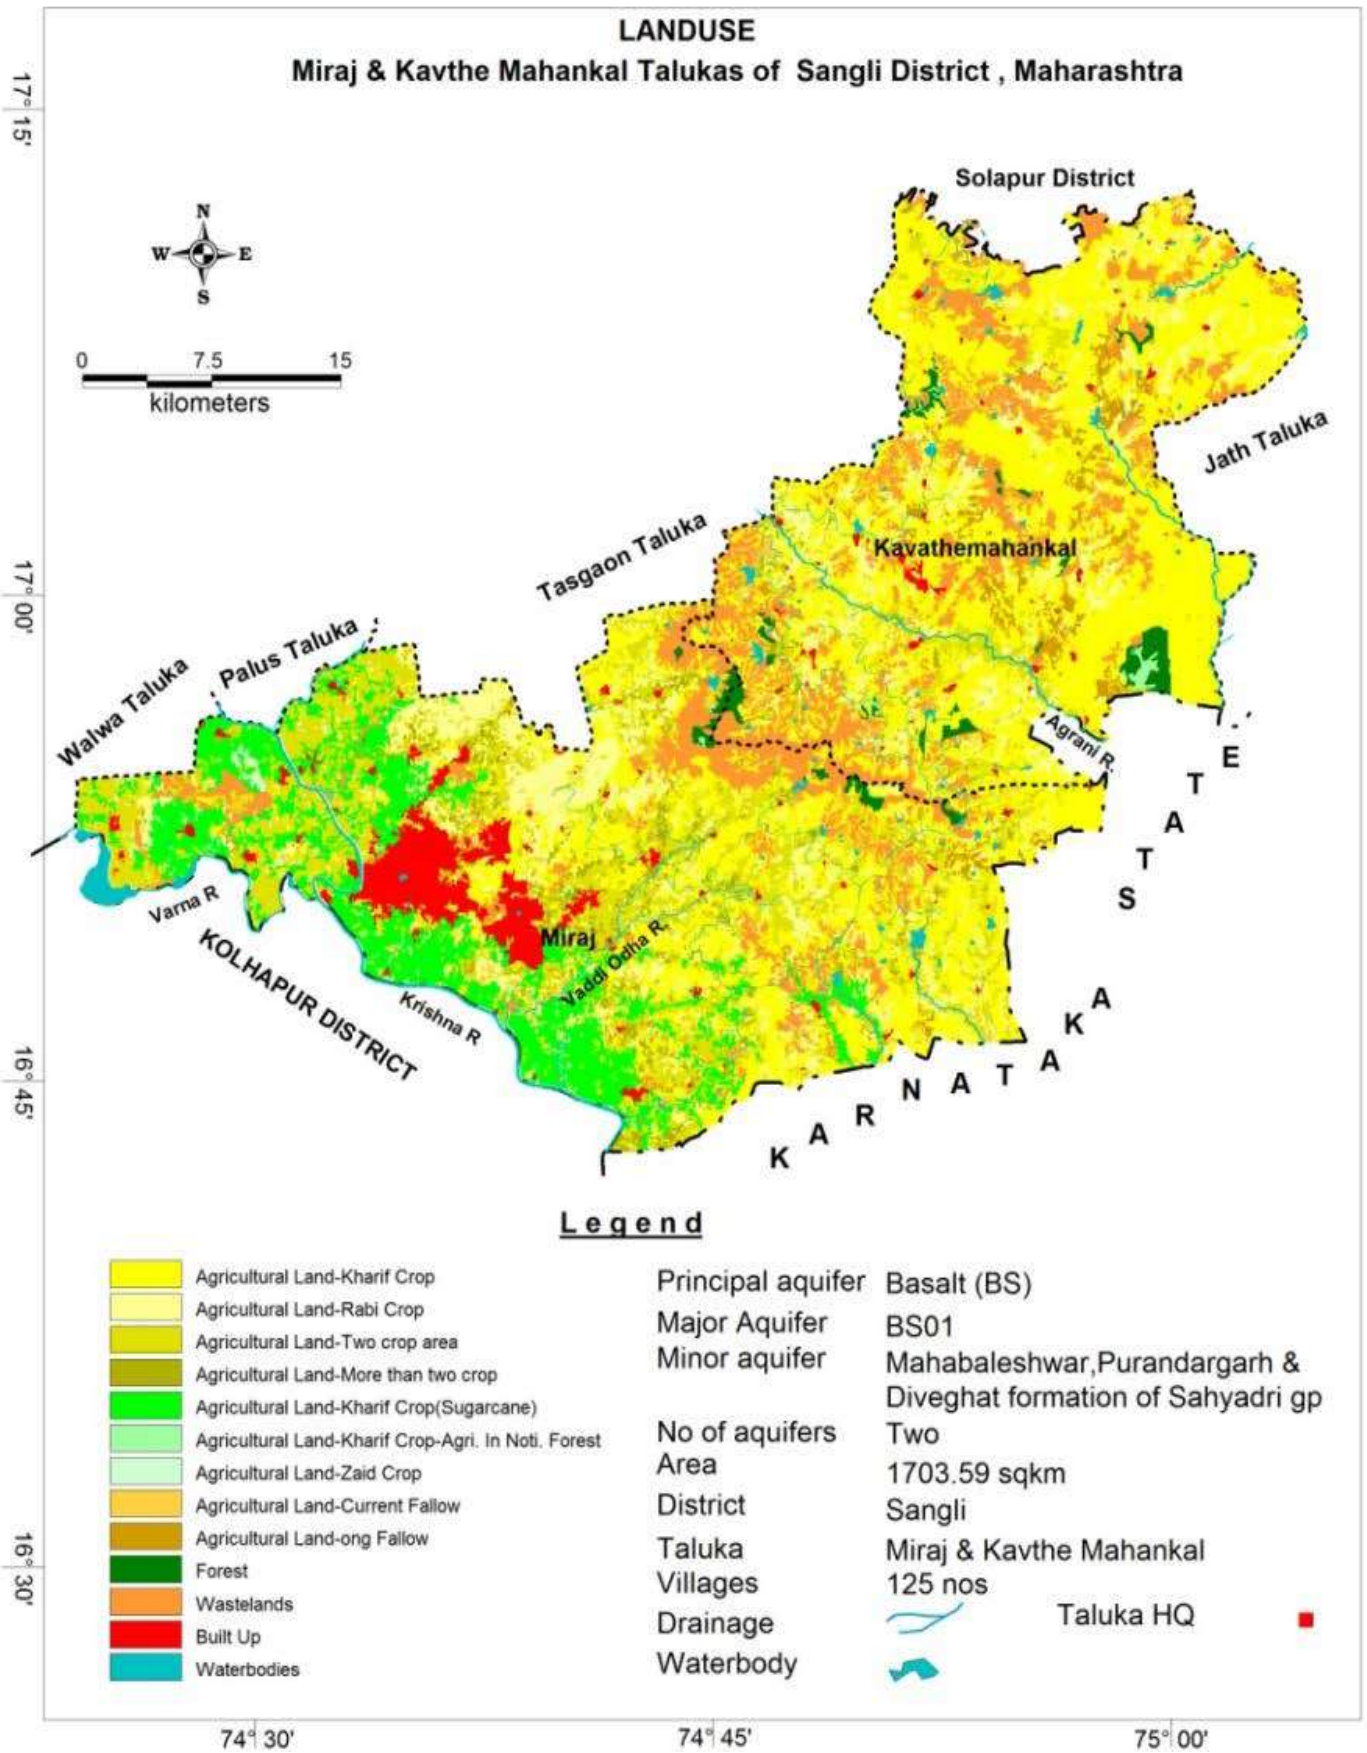 LANDUSE
Miraj & Kavthe Mahankal Talukas of Sangli District , Maharashtra
17° 15'
17° 00'
16° 45'
16° 30'
N
W E
S
0 7.5 15
kilometers
Solapur District
Jath Taluka
Tasgaon Taluka
Palus Taluka
Walwa Taluka
Kavathemahankal
Agrani R.
Miraj
Vaddi Odha R.
Varna R
Krishna R
KOLHAPUR DISTRICT
KARNATAKA STATE
Legend
Agricultural Land-Kharif Crop
Agricultural Land-Rabi Crop
Agricultural Land-Two crop area
Agricultural Land-More than two crop
Agricultural Land-Kharif Crop(Sugarcane)
Agricultural Land-Kharif Crop-Agri. In Noti. Forest
Agricultural Land-Zaid Crop
Agricultural Land-Current Fallow
Agricultural Land-ong Fallow
Forest
Wastelands
Built Up
Waterbodies
Principal aquifer Basalt (BS)
Major Aquifer BS01
Minor aquifer Mahabaleshwar,Purandargarh &
Diveghat formation of Sahyadri gp
No of aquifers Two
Area 1703.59 sqkm
District Sangli
Taluka Miraj & Kavthe Mahankal
Villages 125 nos
Drainage
Taluka HQ
Waterbody
74° 30' 74° 45' 75° 00'